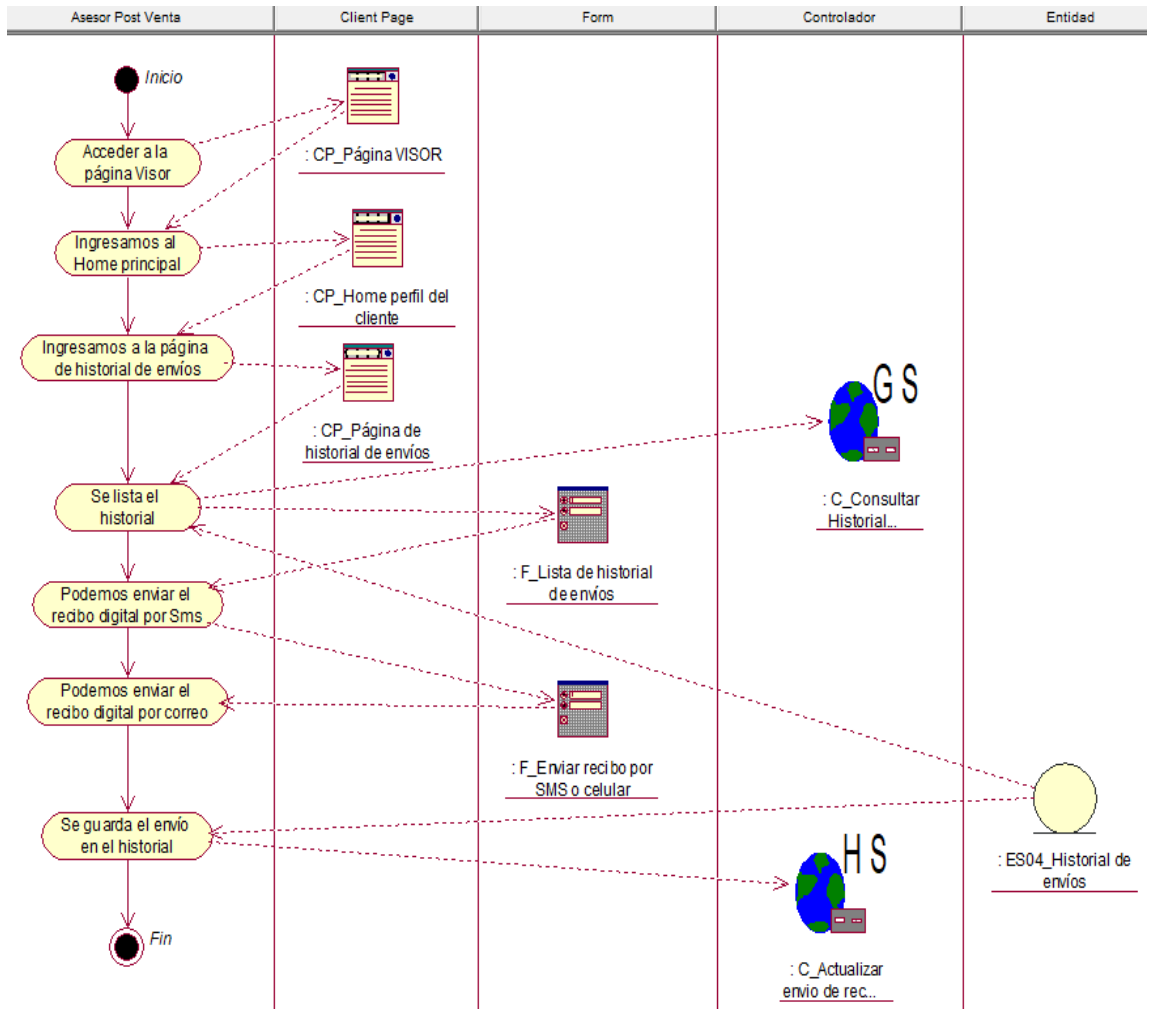 Asesor Post Venta
Client Page
Form
Controlador
Entidad
Inicio
Acceder a la
página Visor
: CP_Página VISOR
Ingresamos al
Home principal
: CP_Home perfil del
cliente
Ingresamos a la página
de historial de envíos
: CP_Página de
historial de envíos
G S
: C_Consultar
Historial...
Se lista el
historial
: F_Lista de historial
de envíos
Podemos enviar el
recibo digital por Sms
Podemos enviar el
recibo digital por correo
: F_Enviar recibo por
SMS o celular
Se guarda el envío
en el historial
: ES04_Historial de
envíos
H S
: C_Actualizar
envio de rec...
Fin